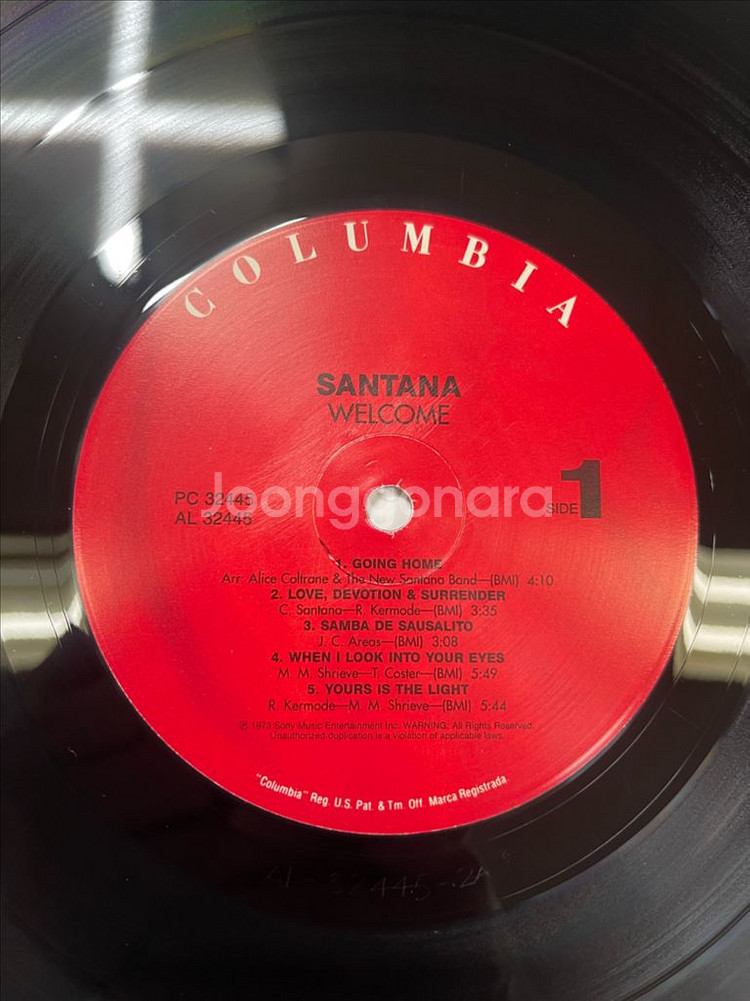 COLUMBIA
SANTANA
WELCOME
PC 32445
AL 32445
Joonggonara
SIDE 1
1. GOING HOME
Arr: Alice Coltrane & The New Santana Band—(BMI) 4:10
2. LOVE, DEVOTION & SURRENDER
C. Santana—R. Kermode—(BMI) 3:35
3. SAMBA DE SAUSALITO
J. C. Areas—(BMI) 3:08
4. WHEN I LOOK INTO YOUR EYES
M. M. Shrieve—T. Coster—(BMI) 5:49
5. YOURS IS THE LIGHT
R. Kermode—M. M. Shrieve—(BMI) 5:44
℗ 1973 Sony Music Entertainment Inc. WARNING: All Rights Reserved.
Unauthorized duplication is a violation of applicable laws.
"Columbia" Reg. U.S. Pat. & Tm. Off. Marca Registrada.